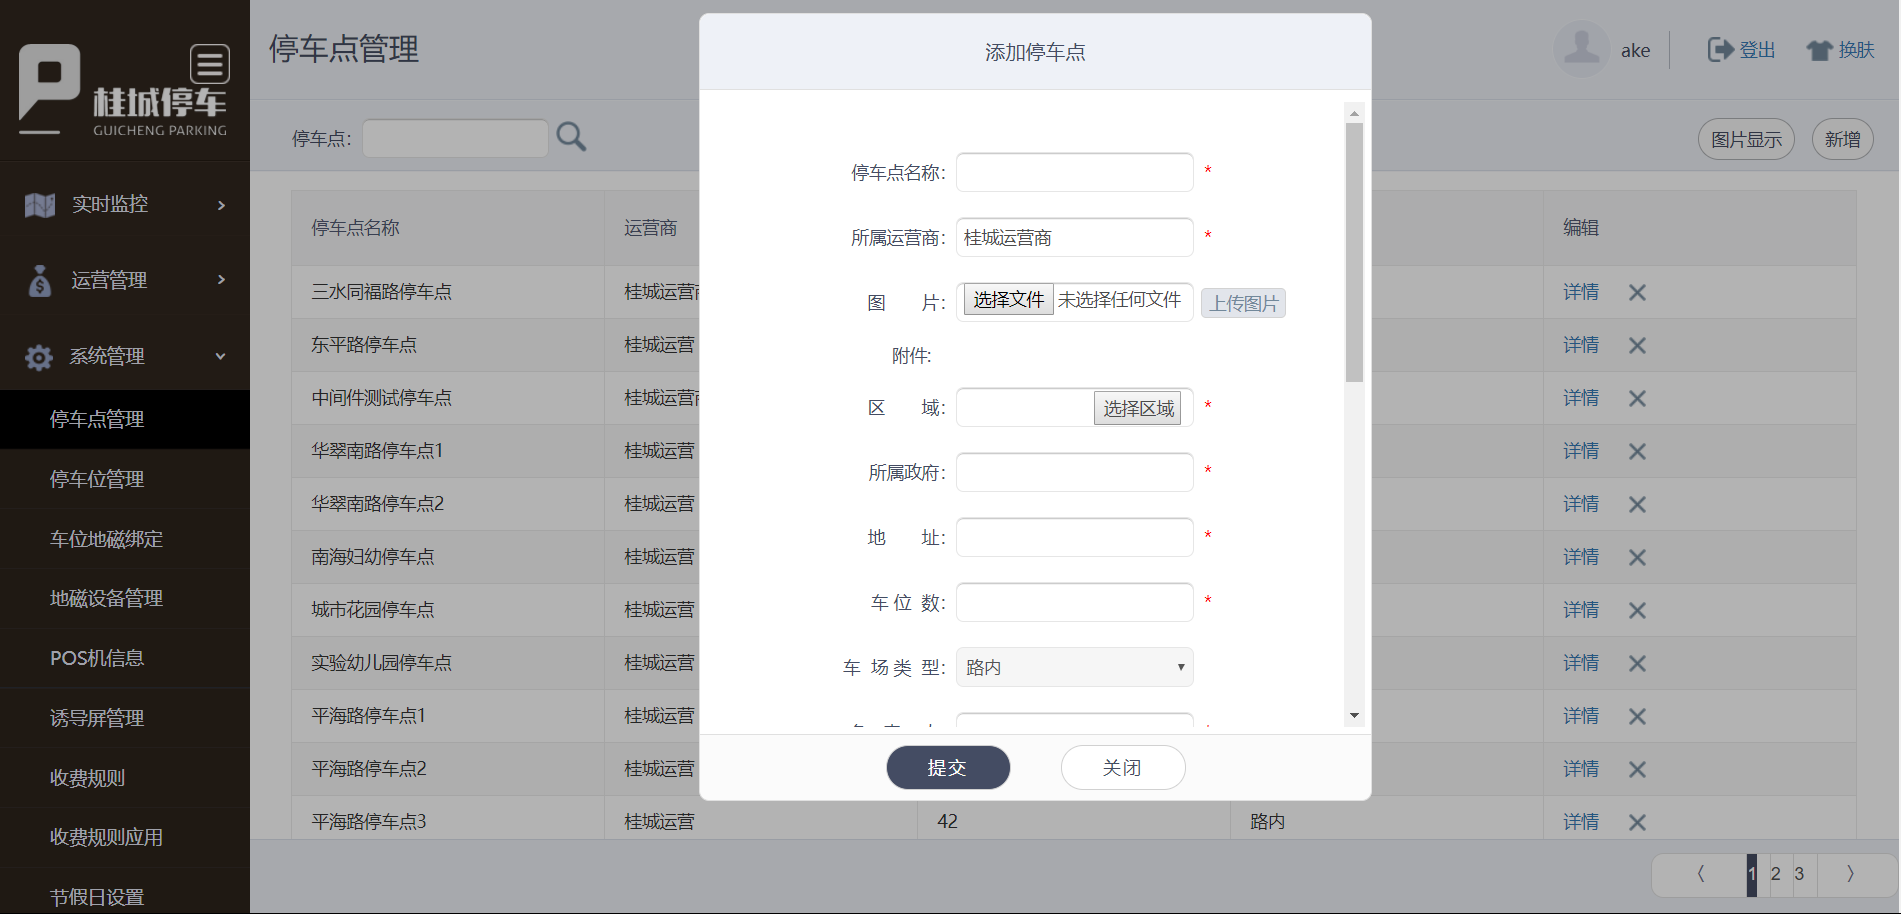 桂城停车
GUICHENG PARKING
实时监控
运营管理
系统管理
停车点管理
停车位管理
车位地磁绑定
地磁设备管理
POS机信息
诱导屏管理
收费规则
收费规则应用
节假日设置
停车点管理
ake
登出
换肤
停车点:
图片显示
新增
停车点名称 运营商 编辑
三水同福路停车点 桂城运营 详情
东平路停车点 桂城运营 详情
中间件测试停车点 桂城运营 详情
华翠南路停车点1 桂城运营 详情
华翠南路停车点2 桂城运营 详情
南海妇幼停车点 桂城运营 详情
城市花园停车点 桂城运营 详情
实验幼儿园停车点 桂城运营 详情
平海路停车点1 桂城运营 详情
平海路停车点2 桂城运营 详情
平海路停车点3 桂城运营 42 路内 详情
〈 1 2 3 〉
添加停车点
停车点名称: *
所属运营商: 桂城运营商 *
图 片: 选择文件 未选择任何文件 上传图片
附件:
区 域: 选择区域 *
所属政府: *
地 址: *
车 位 数: *
车 场 类 型: 路内
提交 关闭